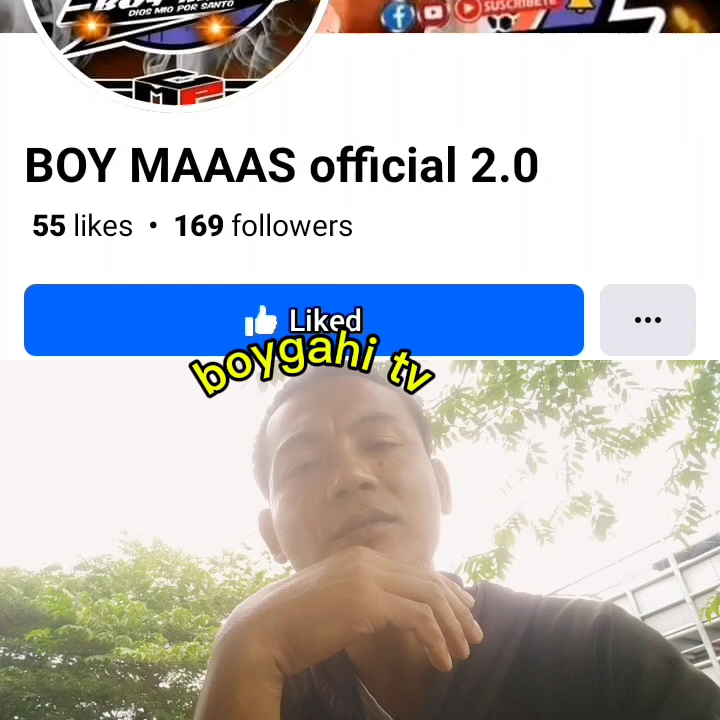 DIOS MIO POR SANTO
SUSCRIBETE
BOY MAAAS official 2.0
55 likes • 169 followers
Liked
boygahi tv